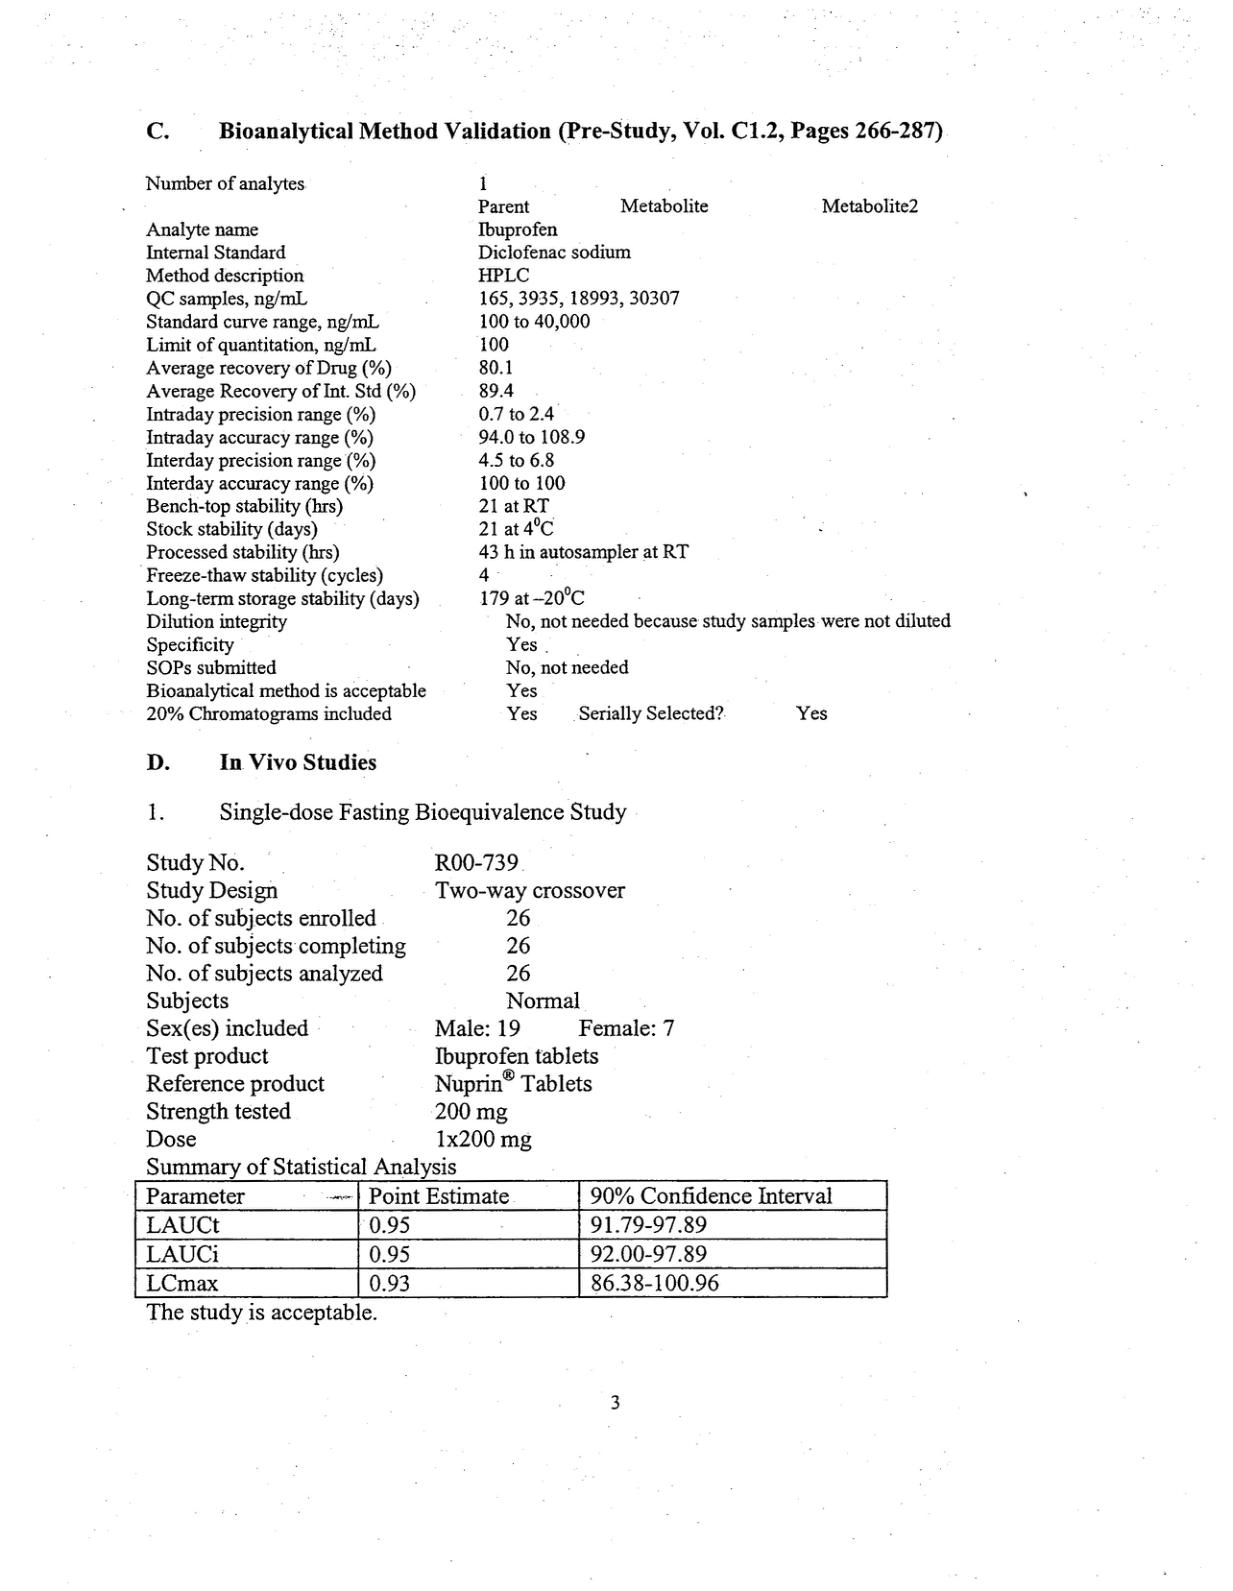 C. Bioanalytical Method Validation (Pre-Study, Vol. C1.2, Pages 266-287)
Number of analytes 1
Parent Metabolite Metabolite2
Analyte name Ibuprofen
Internal Standard Diclofenac sodium
Method description HPLC
QC samples, ng/mL 165, 3935, 18993, 30307
Standard curve range, ng/mL 100 to 40,000
Limit of quantitation, ng/mL 100
Average recovery of Drug (%) 80.1
Average Recovery of Int. Std (%) 89.4
Intraday precision range (%) 0.7 to 2.4
Intraday accuracy range (%) 94.0 to 108.9
Interday precision range (%) 4.5 to 6.8
Interday accuracy range (%) 100 to 100
Bench-top stability (hrs) 21 at RT
Stock stability (days) 21 at 4⁰C
Processed stability (hrs) 43 h in autosampler at RT
Freeze-thaw stability (cycles) 4
Long-term storage stability (days) 179 at –20⁰C
Dilution integrity No, not needed because study samples were not diluted
Specificity Yes
SOPs submitted No, not needed
Bioanalytical method is acceptable Yes
20% Chromatograms included Yes Serially Selected? Yes
D. In Vivo Studies
1. Single-dose Fasting Bioequivalence Study
Study No. R00-739
Study Design Two-way crossover
No. of subjects enrolled 26
No. of subjects completing 26
No. of subjects analyzed 26
Subjects Normal
Sex(es) included Male: 19 Female: 7
Test product Ibuprofen tablets
Reference product Nuprin® Tablets
Strength tested 200 mg
Dose 1x200 mg
Summary of Statistical Analysis
Parameter Point Estimate 90% Confidence Interval
LAUCt 0.95 91.79-97.89
LAUCi 0.95 92.00-97.89
LCmax 0.93 86.38-100.96
The study is acceptable.
3